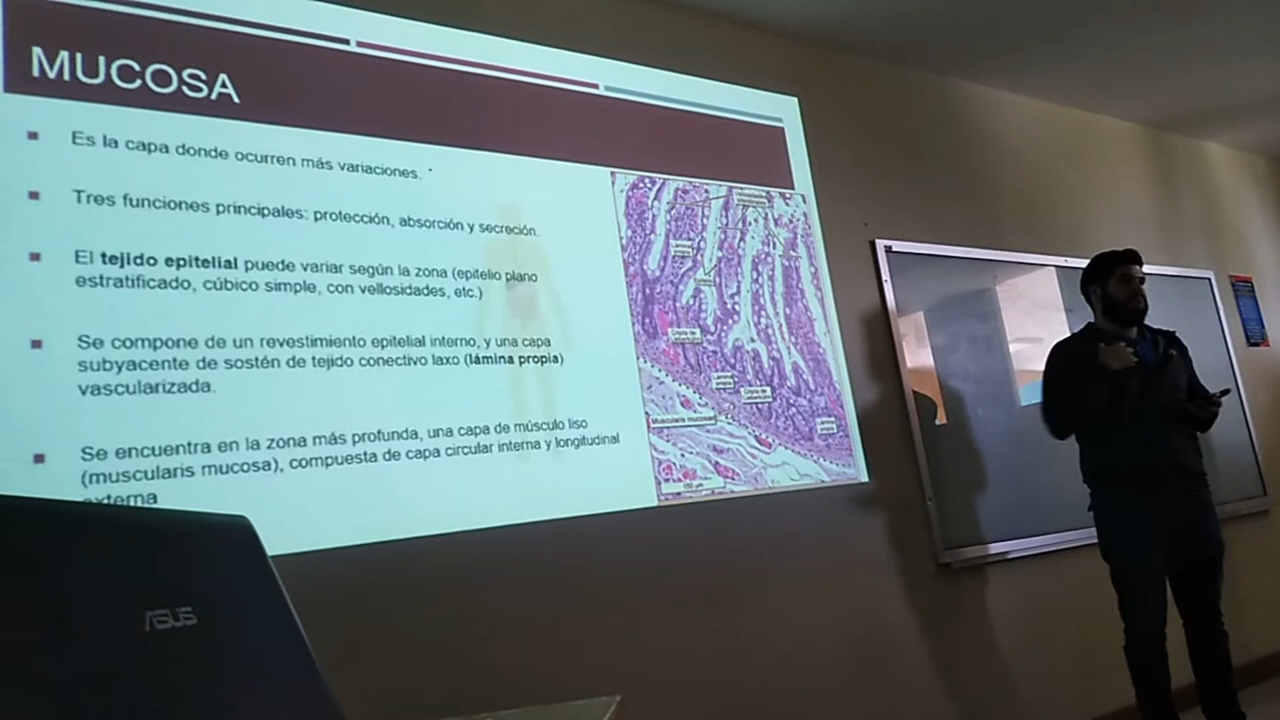 MUCOSA
Es la capa donde ocurren más variaciones.
Tres funciones principales: protección, absorción y secreción.
El tejido epitelial puede variar según la zona (epitelio plano
estratificado, cúbico simple, con vellosidades, etc.)
Se compone de un revestimiento epitelial interno, y una capa
subyacente de sostén de tejido conectivo laxo (lámina propia)
vascularizada.
Se encuentra en la zona más profunda, una capa de músculo liso
(muscularis mucosa), compuesta de capa circular interna y longitudinal
externa
Muscularis mucosae
ASUS